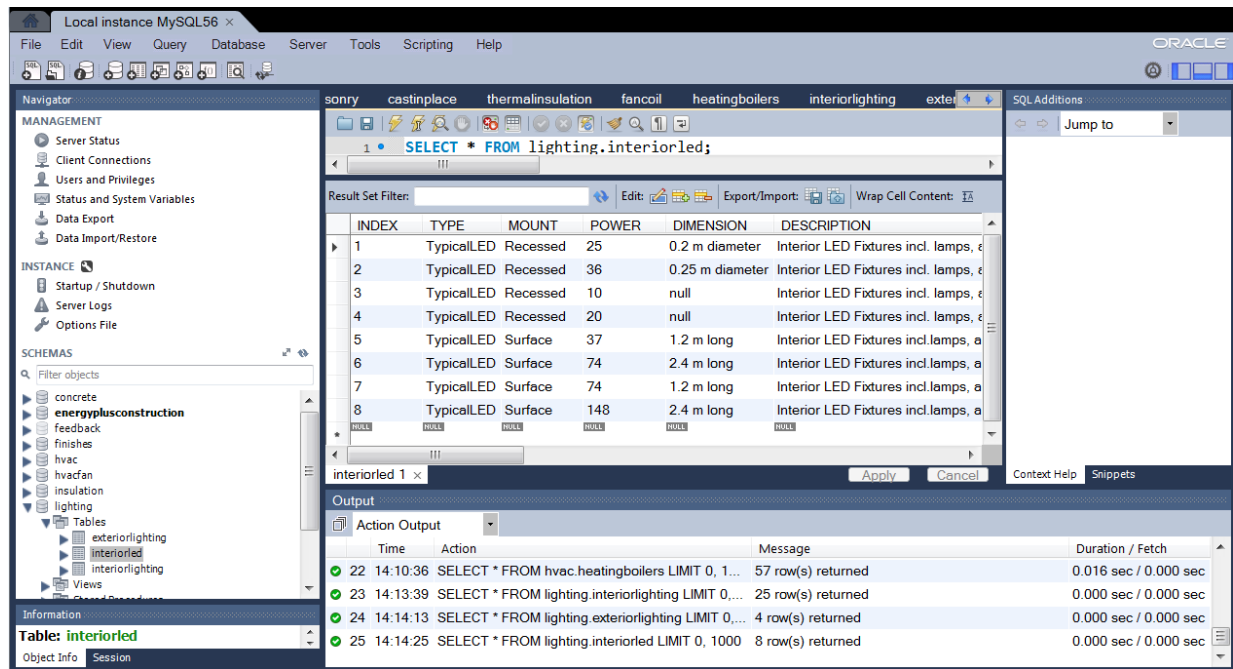 Local instance MySQL56 ×
File Edit View Query Database Server Tools Scripting Help
ORACLE
Navigator
MANAGEMENT
Server Status
Client Connections
Users and Privileges
Status and System Variables
Data Export
Data Import/Restore
INSTANCE
Startup / Shutdown
Server Logs
Options File
SCHEMAS
Filter objects
concrete
energyplusconstruction
feedback
finishes
hvac
hvacfan
insulation
lighting
Tables
exteriorlighting
interiorled
interiorlighting
Views
Stored Procedures
Information
Table: interiorled
Object Info Session
sonry castinplace thermalinsulation fancoil heatingboilers interiorlighting exter
1 SELECT * FROM lighting.interiorled;
Result Set Filter: Edit: Export/Import: Wrap Cell Content:
INDEX TYPE MOUNT POWER DIMENSION DESCRIPTION
1 TypicalLED Recessed 25 0.2 m diameter Interior LED Fixtures incl. lamps, a
2 TypicalLED Recessed 36 0.25 m diameter Interior LED Fixtures incl. lamps, a
3 TypicalLED Recessed 10 null Interior LED Fixtures incl. lamps, a
4 TypicalLED Recessed 20 null Interior LED Fixtures incl. lamps, a
5 TypicalLED Surface 37 1.2 m long Interior LED Fixtures incl.lamps, a
6 TypicalLED Surface 74 2.4 m long Interior LED Fixtures incl.lamps, a
7 TypicalLED Surface 74 1.2 m long Interior LED Fixtures incl.lamps, a
8 TypicalLED Surface 148 2.4 m long Interior LED Fixtures incl.lamps, a
* NULL NULL NULL NULL NULL NULL
interiorled 1 × Apply Cancel
Output
Action Output
Time Action Message Duration / Fetch
22 14:10:36 SELECT * FROM hvac.heatingboilers LIMIT 0, 1... 57 row(s) returned 0.016 sec / 0.000 sec
23 14:13:39 SELECT * FROM lighting.interiorlighting LIMIT 0,... 25 row(s) returned 0.000 sec / 0.000 sec
24 14:14:13 SELECT * FROM lighting.exteriorlighting LIMIT 0,... 4 row(s) returned 0.000 sec / 0.000 sec
25 14:14:25 SELECT * FROM lighting.interiorled LIMIT 0, 1000 8 row(s) returned 0.000 sec / 0.000 sec
SQL Additions
Jump to
Context Help Snippets